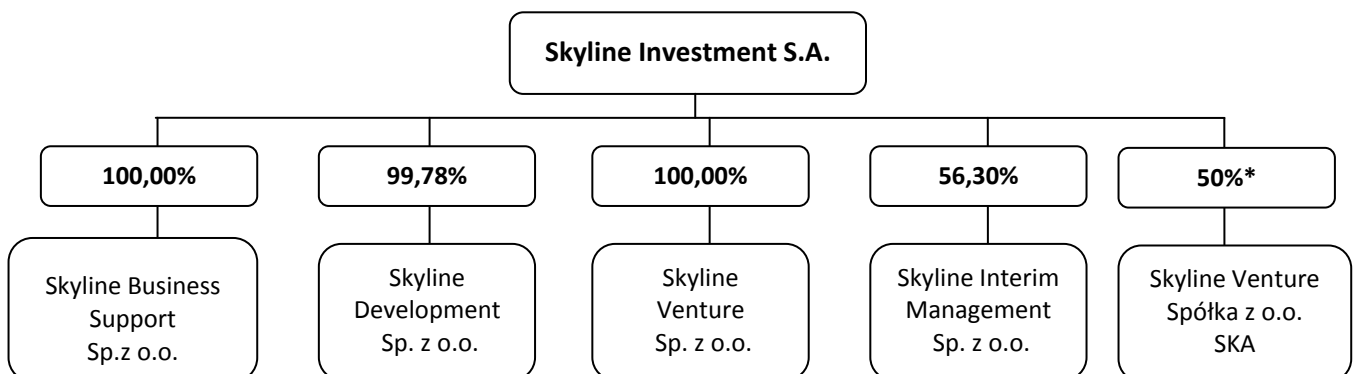 Skyline Investment S.A.
100,00%
99,78%
100,00%
56,30%
50%*
Skyline Business
Support
Sp.z o.o.
Skyline
Development
Sp. z o.o.
Skyline
Venture
Sp. z o.o.
Skyline Interim
Management
Sp. z o.o.
Skyline Venture
Spółka z o.o.
SKA